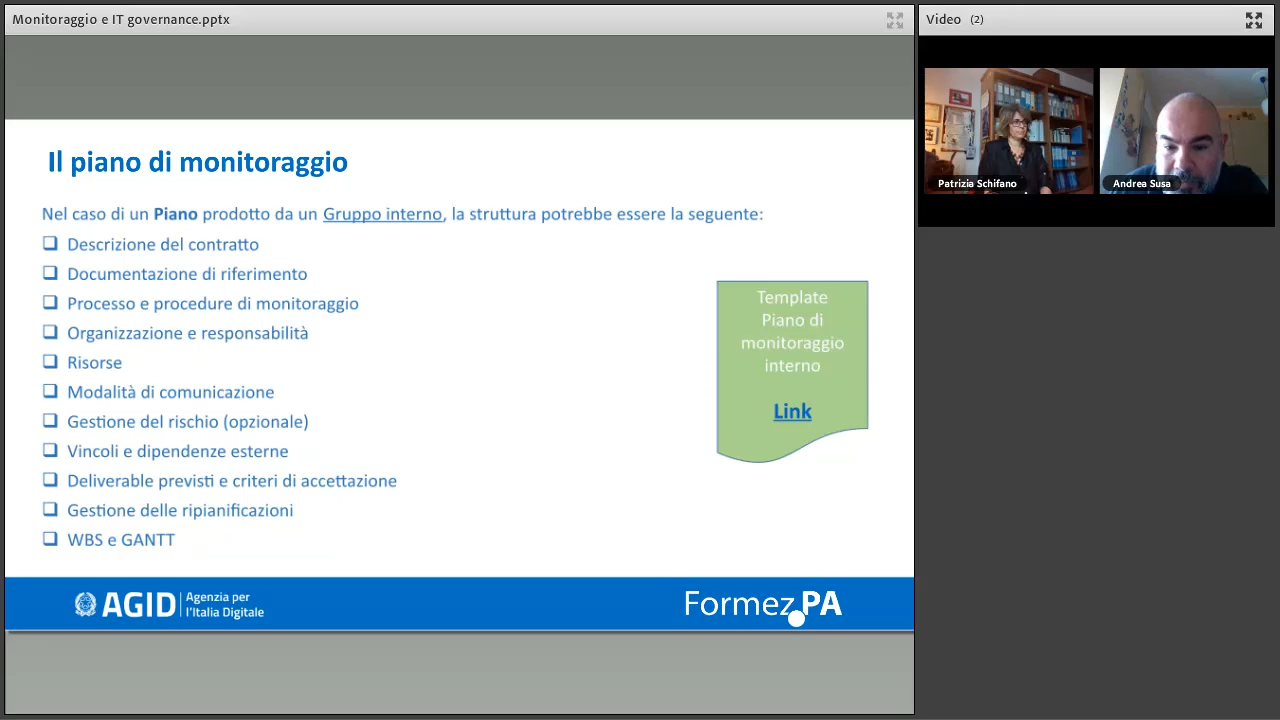 Monitoraggio e IT governance.pptx
Video (2)
Patrizia Schifano
Andrea Susa
Il piano di monitoraggio
Nel caso di un Piano prodotto da un Gruppo interno, la struttura potrebbe essere la seguente:
Descrizione del contratto
Documentazione di riferimento
Processo e procedure di monitoraggio
Organizzazione e responsabilità
Risorse
Modalità di comunicazione
Gestione del rischio (opzionale)
Vincoli e dipendenze esterne
Deliverable previsti e criteri di accettazione
Gestione delle ripianificazioni
WBS e GANTT
Template
Piano di
monitoraggio
interno
Link
AGID
Agenzia per
l'Italia Digitale
Formez.PA